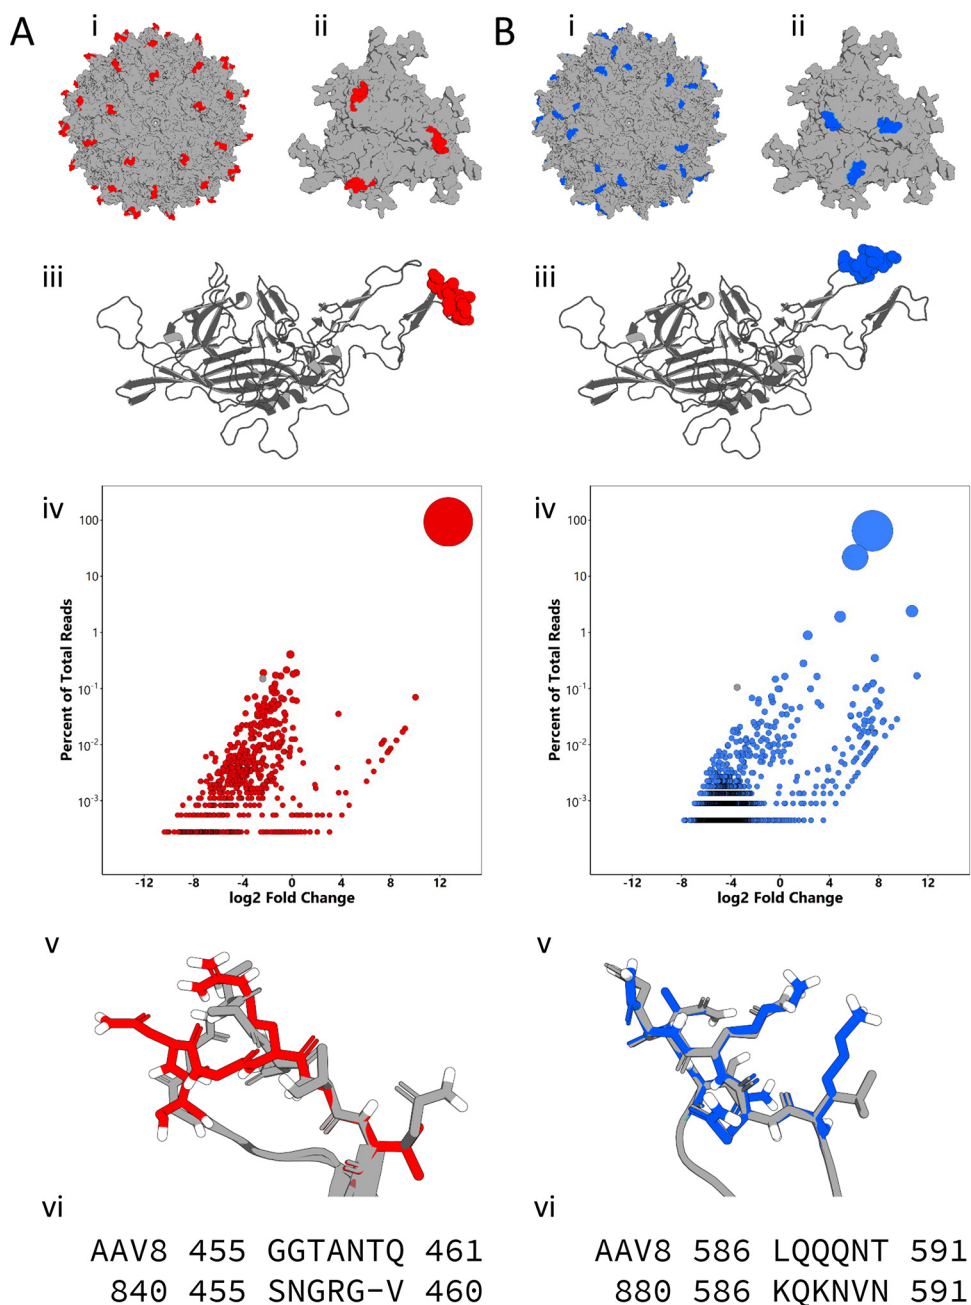 A i ii
iii
iv
Percent of Total Reads
100
10
1
10-1
10-2
10-3
-12 -8 -4 0 4 8 12
log2 Fold Change
v
vi
AAV8 455 GGTANTQ 461
840 455 SNGRG-V 460
B i ii
iii
iv
Percent of Total Reads
100
10
1
10-1
10-2
10-3
-12 -8 -4 0 4 8 12
log2 Fold Change
v
vi
AAV8 586 LQQQNT 591
880 586 KQKNVN 591